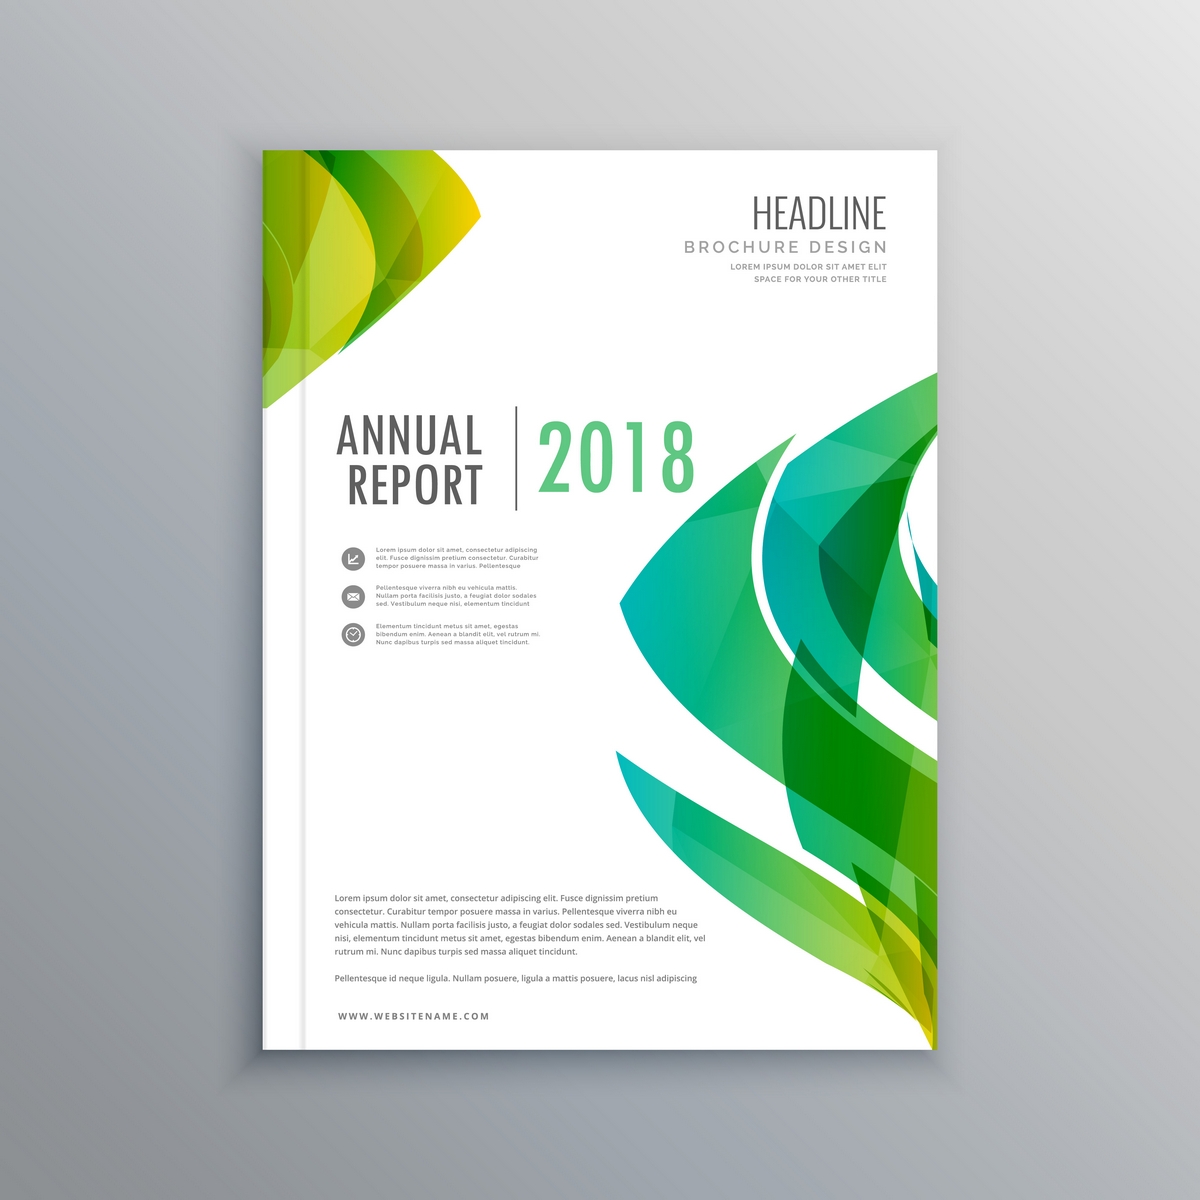 HEADLINE
BROCHURE DESIGN
LOREM IPSUM DOLOR SIT AMET ELIT
SPACE FOR YOUR OTHER TITLE
ANNUAL
REPORT
2018
Lorem ipsum dolor sit amet, consectetur adipiscing
elit. Fusce dignissim pretium consectetur. Curabitur
tempor posuere massa in varius. Pellentesque
Pellentesque viverra nibh eu vehicula mattis.
Nullam porta facilisis justo, a feugiat dolor sodales
sed. Vestibulum neque nisi, elementum tincidunt
Elementum tincidunt metus sit amet, egestas
bibendum enim. Aenean a blandit elit, vel rutrum mi.
Nunc dapibus turpis sed massa aliquet tincidunt.
Lorem ipsum dolor sit amet, consectetur adipiscing elit. Fusce dignissim pretium
consectetur. Curabitur tempor posuere massa in varius. Pellentesque viverra nibh eu
vehicula mattis. Nullam porta facilisis justo, a feugiat dolor sodales sed. Vestibulum neque
nisi, elementum tincidunt metus sit amet, egestas bibendum enim. Aenean a blandit elit, vel
rutrum mi. Nunc dapibus turpis sed massa aliquet tincidunt.
Pellentesque id neque ligula. Nullam posuere, ligula a mattis posuere, lacus nisl adipiscing
WWW.WEBSITENAME.COM